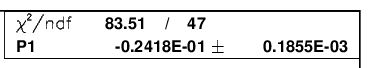 χ²/ndf 83.51 / 47
P1 -0.2418E-01 ± 0.1855E-03